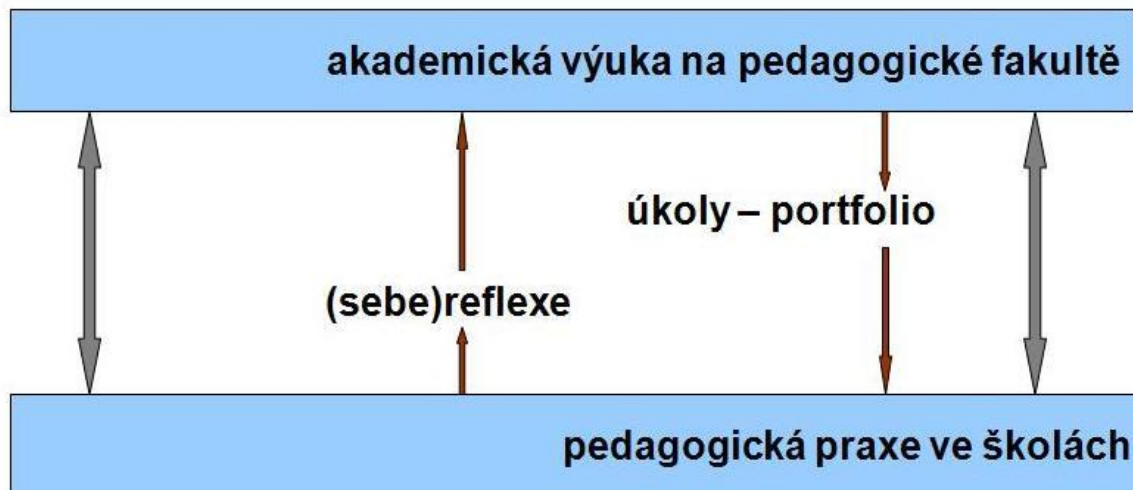 akademická výuka na pedagogické fakultě
úkoly – portfolio
(sebe)reflexe
pedagogická praxe ve školách